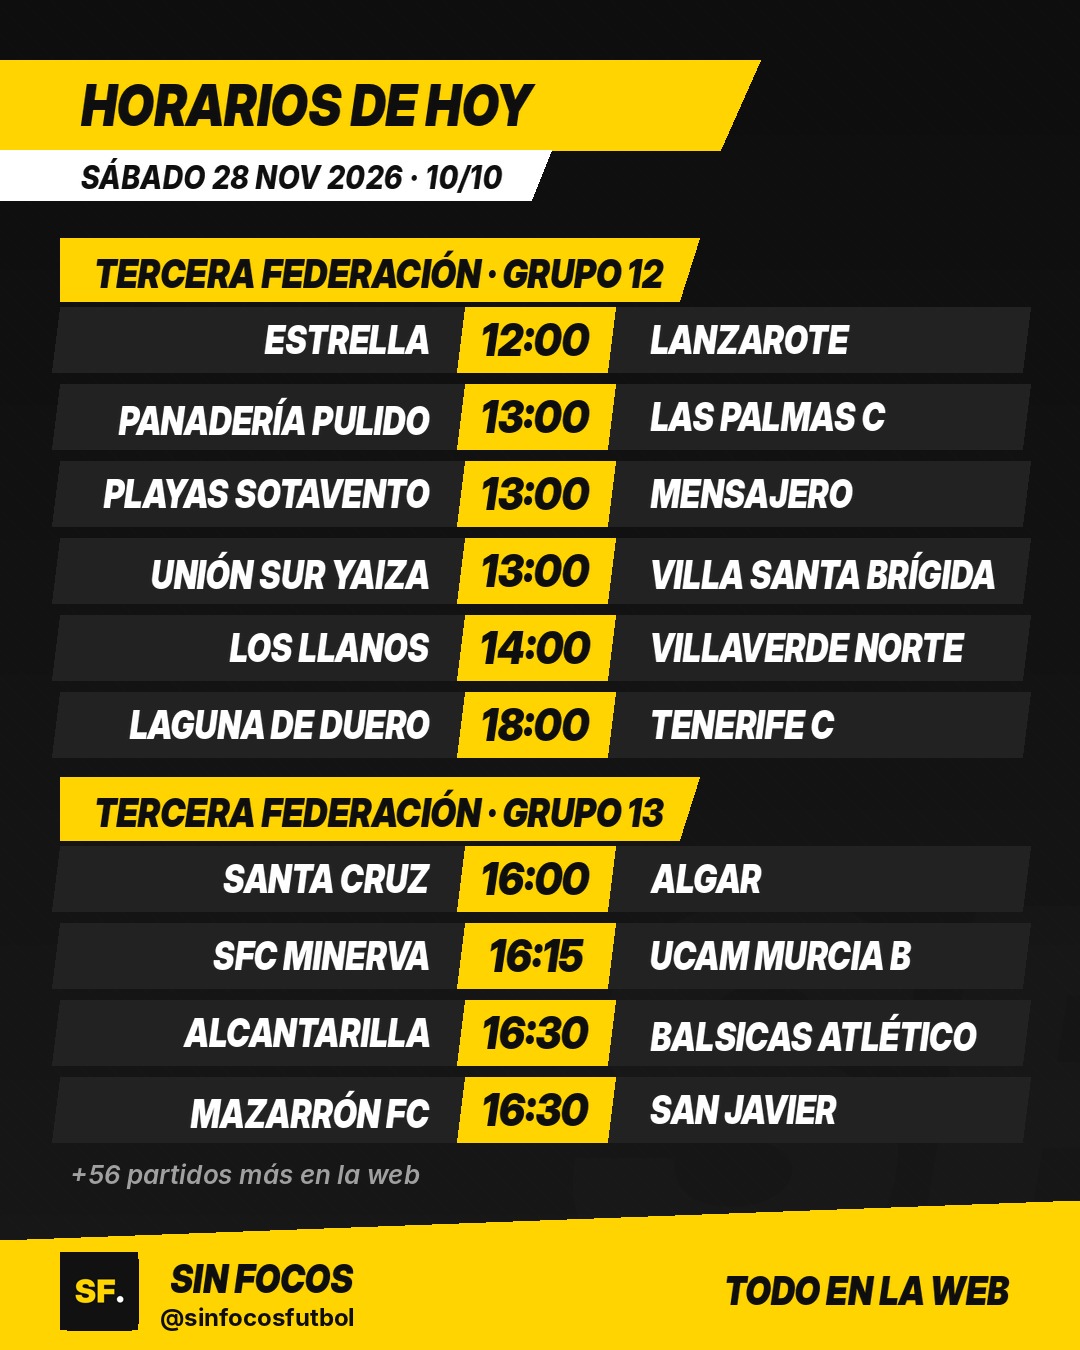 HORARIOS DE HOY
SÁBADO 28 NOV 2026 · 10/10
TERCERA FEDERACIÓN · GRUPO 12
ESTRELLA 12:00 LANZAROTE
PANADERÍA PULIDO 13:00 LAS PALMAS C
PLAYAS SOTAVENTO 13:00 MENSAJERO
UNIÓN SUR YAIZA 13:00 VILLA SANTA BRÍGIDA
LOS LLANOS 14:00 VILLAVERDE NORTE
LAGUNA DE DUERO 18:00 TENERIFE C
TERCERA FEDERACIÓN · GRUPO 13
SANTA CRUZ 16:00 ALGAR
SFC MINERVA 16:15 UCAM MURCIA B
ALCANTARILLA 16:30 BALSICAS ATLÉTICO
MAZARRÓN FC 16:30 SAN JAVIER
+56 partidos más en la web
SF.
SIN FOCOS
@sinfocosfutbol
TODO EN LA WEB